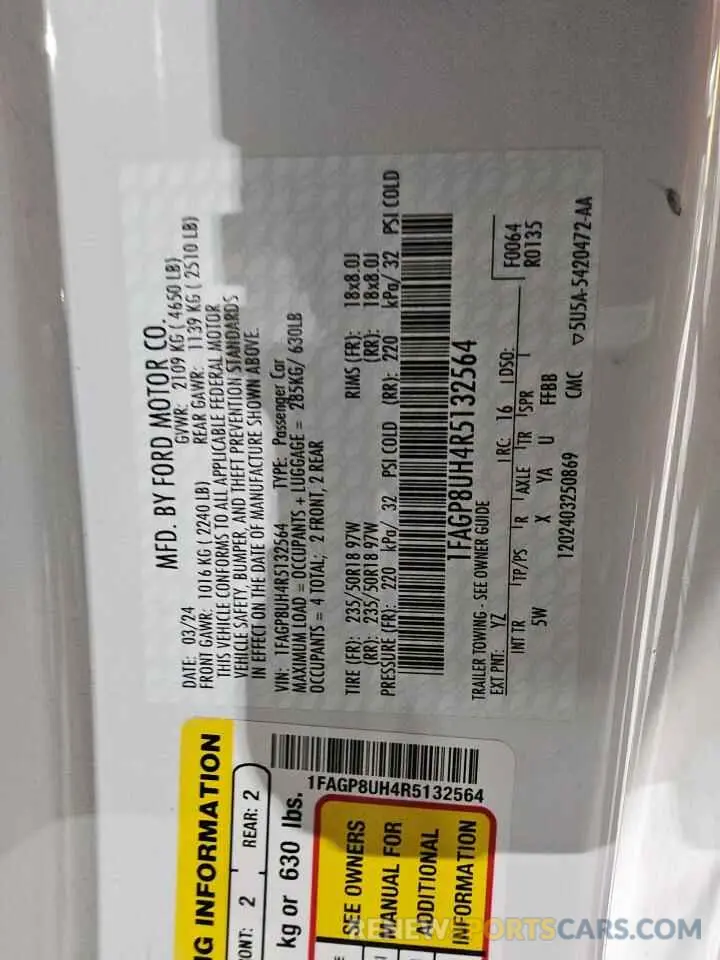 MFD. BY FORD MOTOR CO.
DATE: 03/24 GVWR: 2109 KG ( 4650 LB)
FRONT GAWR: 1016 KG ( 2240 LB) REAR GAWR: 1139 KG ( 2510 LB)
THIS VEHICLE CONFORMS TO ALL APPLICABLE FEDERAL MOTOR
VEHICLE SAFETY, BUMPER, AND THEFT PREVENTION STANDARDS
IN EFFECT ON THE DATE OF MANUFACTURE SHOWN ABOVE.
VIN: 1FAGP8UH4R5132564 TYPE: Passenger Car
MAXIMUM LOAD = OCCUPANTS + LUGGAGE = 285KG/ 630LB
OCCUPANTS = 4 TOTAL; 2 FRONT, 2 REAR
TIRE (FR): 235/50R18 97W RIMS (FR): 18x8.0J
(RR): 235/50R18 97W (RR): 18x8.0J
PRESSURE (FR): 220 kPa/ 32 PSI COLD (RR): 220 kPa/ 32 PSI COLD
1FAGP8UH4R5132564
TRAILER TOWING - SEE OWNER GUIDE
EXT PNT: YZ RC: 16 DSO: F0064
INT TR TP/PS R AXLE TR SPR R0135
5W X YA U FFBB
1202403250869 CMC ▽5U5A-5420472-AA
NG INFORMATION
ONT: 2 REAR: 2
kg or 630 lbs.
1FAGP8UH4R5132564
SEE OWNERS
MANUAL FOR
ADDITIONAL
INFORMATION
RENEWSPORTSCARS.COM